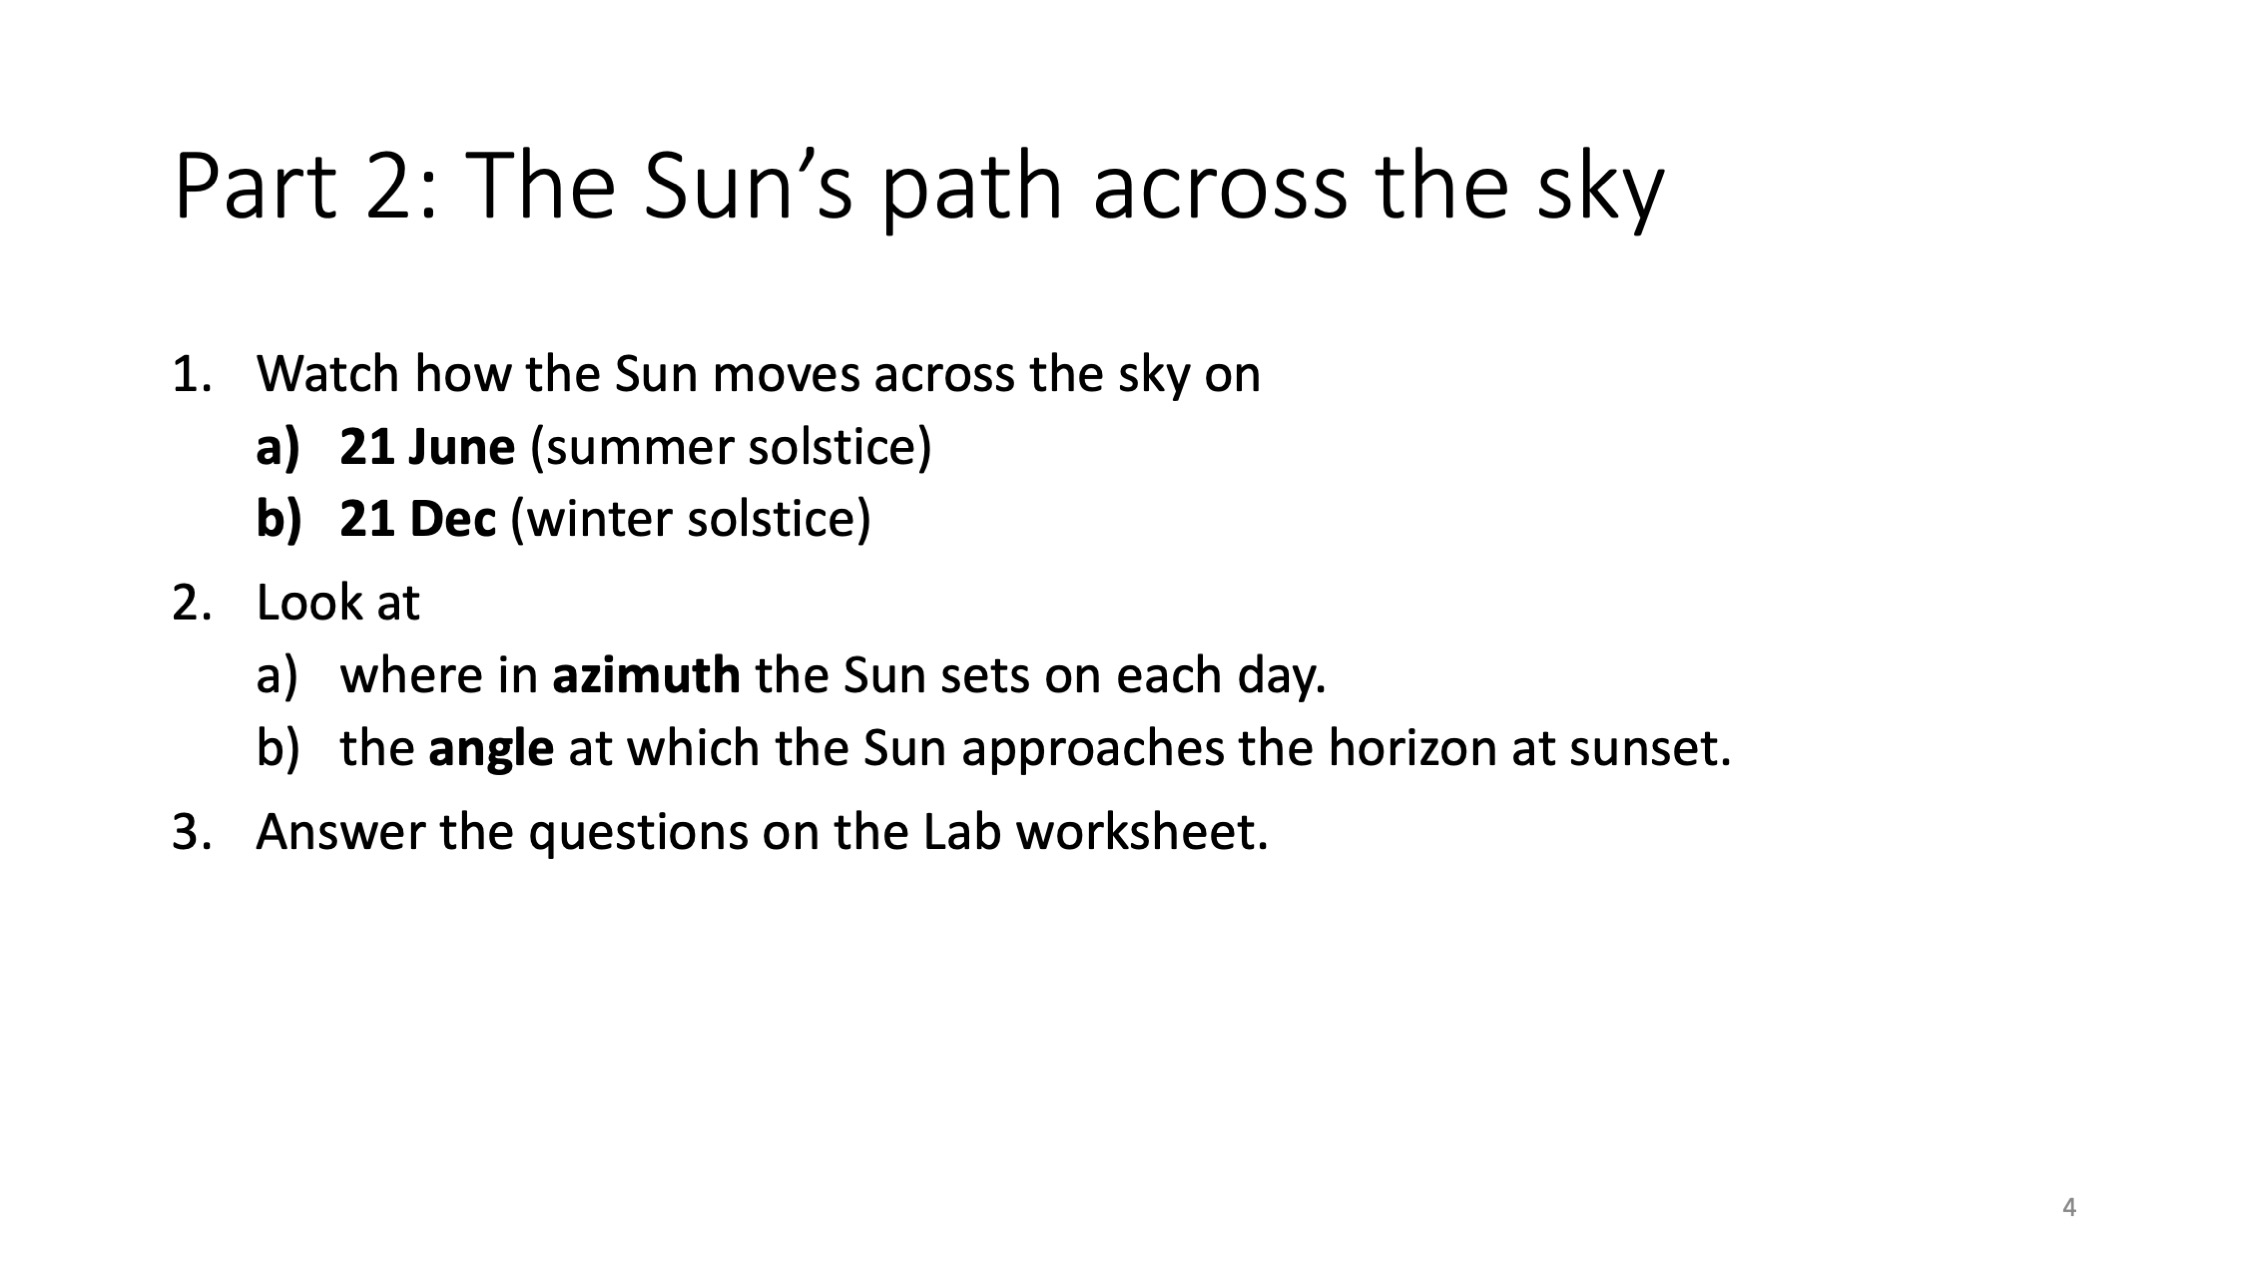 Part 2: The Sun’s path across the sky
1. Watch how the Sun moves across the sky on
a) 21 June (summer solstice)
b) 21 Dec (winter solstice)
2. Look at
a) where in azimuth the Sun sets on each day.
b) the angle at which the Sun approaches the horizon at sunset.
3. Answer the questions on the Lab worksheet.
4